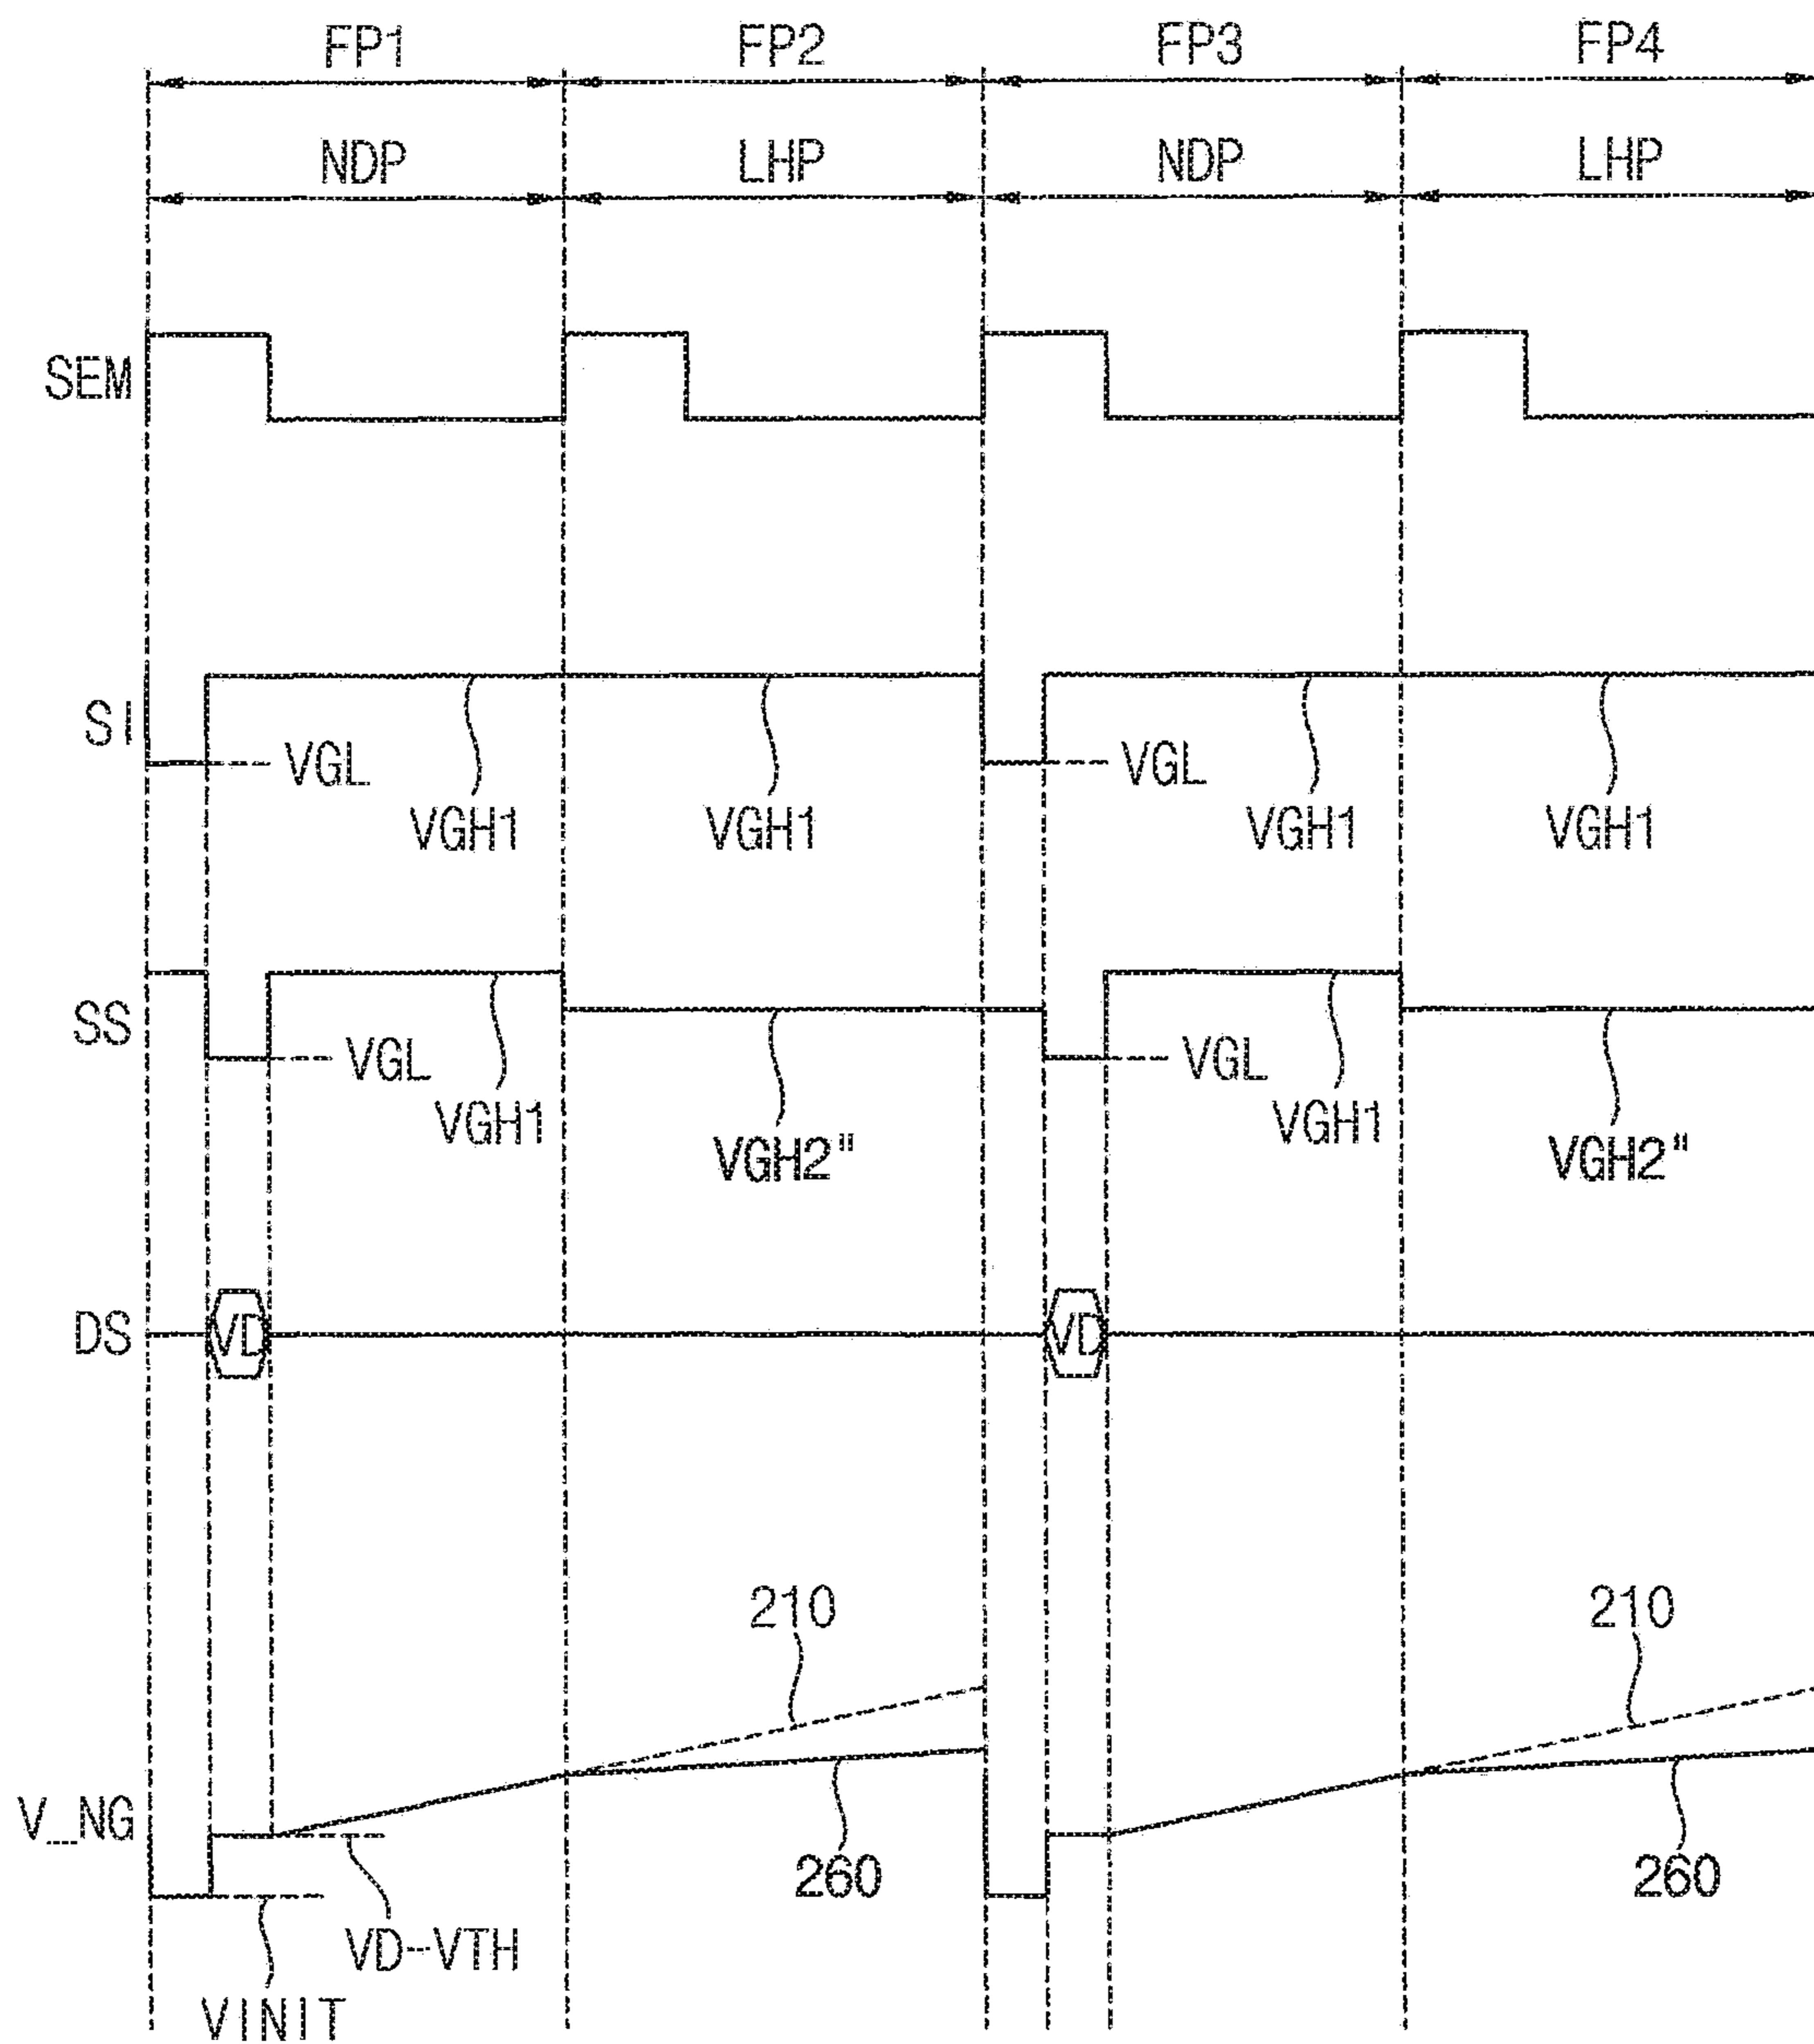 FP1 FP2 FP3 FP4
NDP LHP NDP LHP
SEM
SI
VGL VGL
VGH1 VGH1 VGH1 VGH1
SS
VGL VGL
VGH1 VGH1
VGH2" VGH2"
DS VD VD
210 210
V_NG
260 260
VD-VTH
VINIT